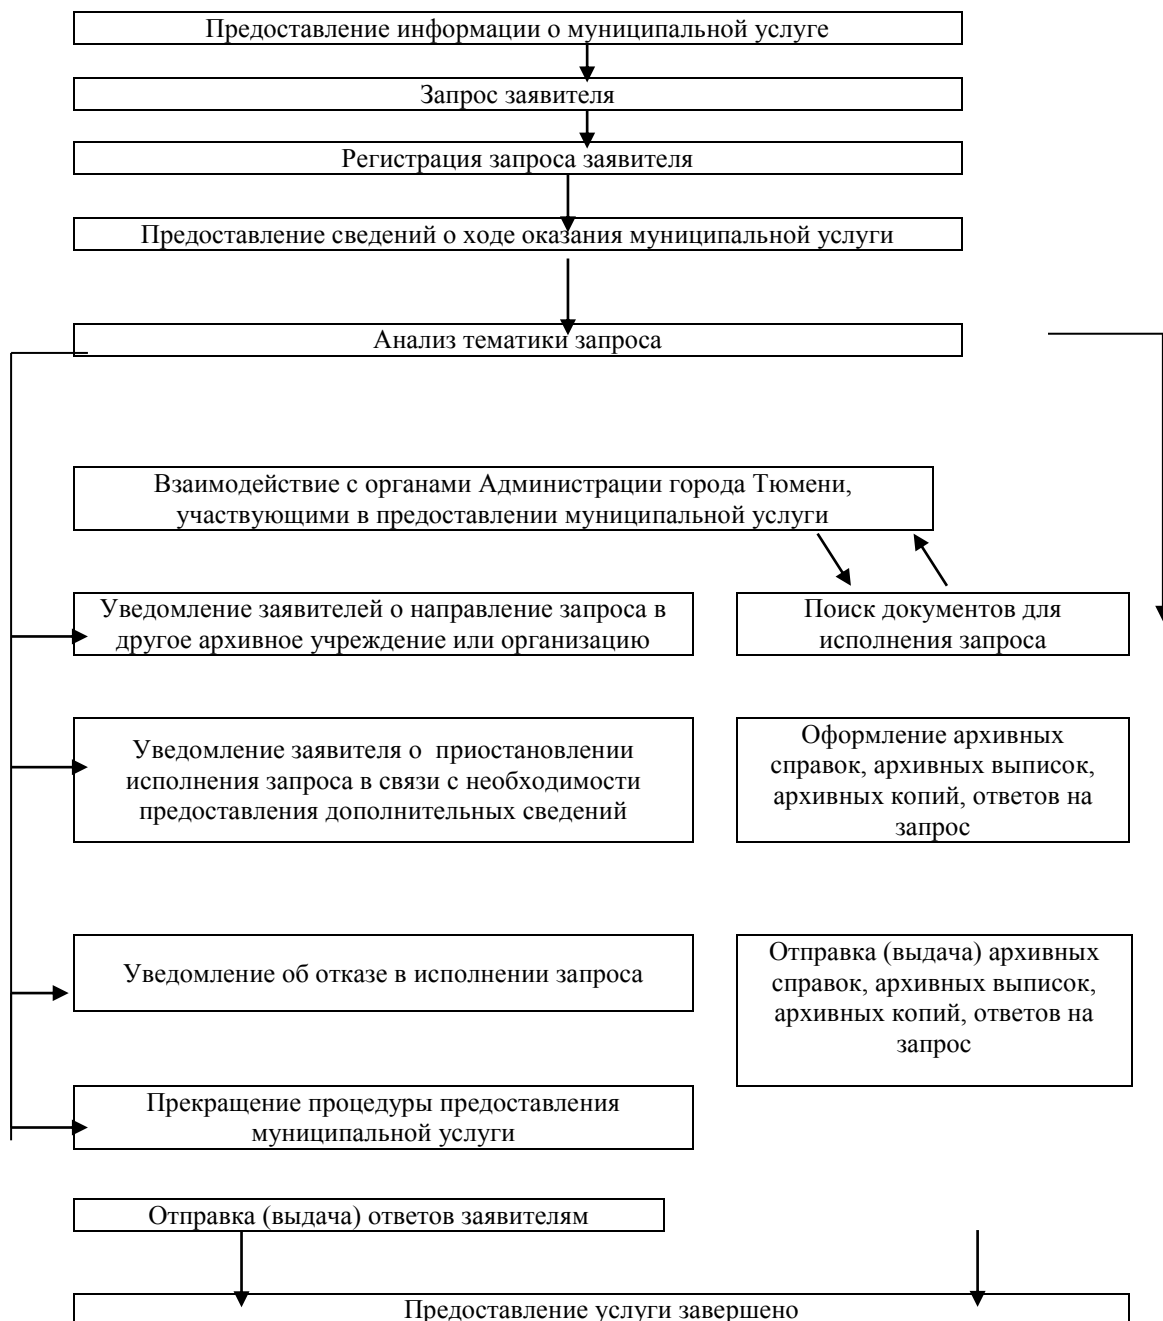 Предоставление информации о муниципальной услуге
Запрос заявителя
Регистрация запроса заявителя
Предоставление сведений о ходе оказания муниципальной услуги
Анализ тематики запроса
Взаимодействие с органами Администрации города Тюмени,
участвующими в предоставлении муниципальной услуги
Уведомление заявителей о направление запроса в
другое архивное учреждение или организацию
Поиск документов для
исполнения запроса
Уведомление заявителя о приостановлении
исполнения запроса в связи с необходимости
предоставления дополнительных сведений
Оформление архивных
справок, архивных выписок,
архивных копий, ответов на
запрос
Уведомление об отказе в исполнении запроса
Отправка (выдача) архивных
справок, архивных выписок,
архивных копий, ответов на
запрос
Прекращение процедуры предоставления
муниципальной услуги
Отправка (выдача) ответов заявителям
Предоставление услуги завершено